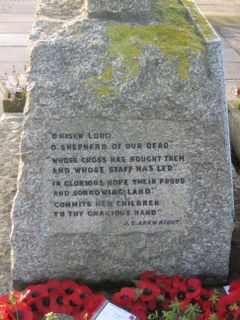 O RISEN LORD,
O SHEPHERD OF OUR DEAD."
"WHOSE CROSS HAS BOUGHT THEM
AND WHOSE STAFF HAS LED."
"IN GLORIOUS HOPE THEIR PROUD
AND SORROWING LAND."
"COMMITS HER CHILDREN
TO THY GRACIOUS HAND"
J.S. ARKWRIGHT